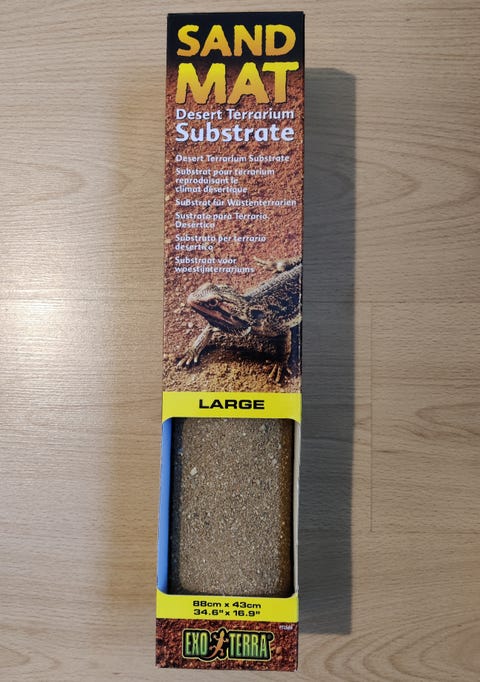 SAND
MAT
Desert Terrarium
Substrate
Desert Terrarium Substrate
Substrat pour terrarium
reproduisant le
climat désertique
Substrat für Wüstenterrarien
Sustrato para Terrario
Desértico
Substrato per terrario
desertico
Substraat voor
woestijnterrariums
LARGE
88cm x 43cm
34.6" x 16.9"
EXO TERRA